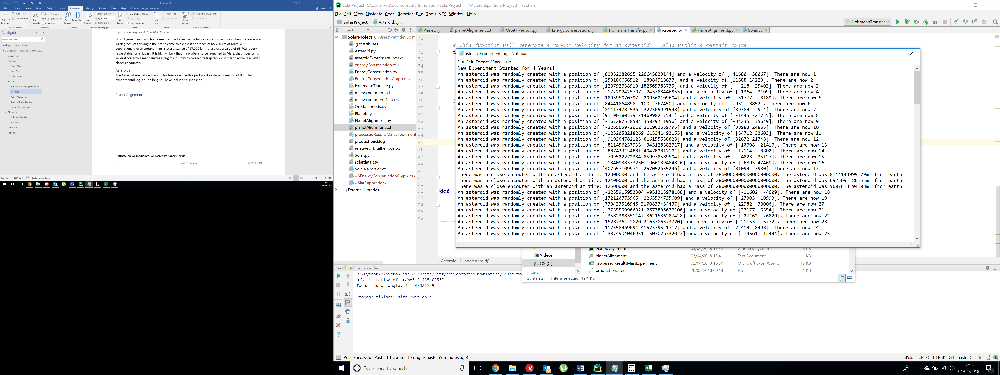 SolarReport
Sign in
File Home Insert Draw Design Layout References Mailings Review View Help Tell me what you want to do
Share
Table of Contents
Add Text
Update Table
Table of Contents
AB
Insert Footnote
Insert Endnote
Next Footnote
Show Notes
Footnotes
Smart Lookup
Researcher
Research
Insert Citation
Manage Sources
Style: APA
Bibliography
Citations & Bibliography
Insert Caption
Insert Table of Figures
Update Table
Cross-reference
Captions
Mark Entry
Insert Index
Update Index
Index
Mark Citation
Insert Table of Authorities
Update Table
Table of Authorities
Navigation
Search document
Headings Pages Results
Simulating the inner planets of the So...
Introduction
Methods
Planet Class
Solar Class
Experiments
Results
Hohmann Transfer (Mars Experi...
Asteroids
Planet Alignment
Relative Orbital Periods
Energy Conservation
Discussion
Hohmann Transfer
Asteroids
Conclusion
Appendix 1
Figure 3 - Graph of results from Mars Experiment
From Figure 3 you can clearly see that the lowest value for closest approach was when the angle was
44 degrees. At this angle the probe came to a closest approach of 65,700 km of Mars. A
geostationary orbit around mars is at a distance of 17,000 km1, therefore a value of 65,700 is very
respectable for a flypast. It is highly likely that if a probe is to be launched to Mars, that it performs
several corrective manoeuvres along it's journey to correct its trajectory in order to achieve an even
closer encounter.
Asteroids
The Asteroid simulation was run for four years, with a probability asteroid creation of 0.1. The
experimental log is quite long so I have included a snapshot.
Planet Alignment
1 https://en.wikipedia.org/wiki/Areostationary_orbit
5 Petr Vesely s1721039
Page 5 of 10 2201 words English (United Kingdom) 140%
12:52
04/04/2018
SolarProject [C:\Users\Petr\dev\computerSimulation\SolarProject] - ...\Asteroid.py [SolarProject] - PyCharm
File Edit View Navigate Code Refactor Run Tools VCS Window Help
SolarProject Asteroid.py
HohmannTransfer
Project
Planet.py planetAlignment.txt OrbitalPeriods.py EnergyConservation.py HohmannTransfer.py Asteroid.py PlanetAlignment.py Solar.py
SolarProject C:\Users\Petr\dev\com
.gitattributes
Asteroid.py
asteroidExperimentLog.txt
energyConservation.csv
EnergyConservation.py
EnergyConservationGraph.xlsx
HohmannTransfer.py
marsExperiment.txt
marsExperimentData.csv
OrbitalPeriods.py
Planet.py
PlanetAlignment.py
planetAlignment.txt
processedResultsMarsExperiment
product backlog
relativeOrbitalPeriods.txt
Solar.py
solardata.csv
SolarReport.docx
~$EnergyConservationGraph.xlsx
~$larReport.docx
External Libraries
70
71 # This function will generate a random velocity for an asteroid -- also within a certain range.
72 d
73
74
75
76
77
78
79 #
80 d
81
82
83
84
85
86
87
88
89
90
91
92 def _
93 i
94 i
95
96 __mai
asteroidExperimentLog - Notepad
File Edit Format View Help
New Experiment Started for 4 Years!
An asteroid was randomly created with a position of [82932282695 226645839144] and a velocity of [-41680  38067]. There are now 1
An asteroid was randomly created with a position of [259186656512 -18984918637] and a velocity of [11688 14229]. There are now 2
An asteroid was randomly created with a position of [120792738919 182665783735] and a velocity of [  -218 -25403]. There are now 3
An asteroid was randomly created with a position of [-172292425707 -243788446855] and a velocity of [-1364 -3109]. There are now 4
An asteroid was randomly created with a position of [189595070797 -299360109604] and a velocity of [-31777   8189]. There are now 5
An asteroid was randomly created with a position of [84441864898 -10012367450] and a velocity of [ -952 -3852]. There are now 6
An asteroid was randomly created with a position of [214134782536 -322505991598] and a velocity of [39383   914]. There are now 7
An asteroid was randomly created with a position of [91190180539 -146998217541] and a velocity of [ -1445 -21755]. There are now 8
An asteroid was randomly created with a position of [-167287538584 35829711956] and a velocity of [-34235  35649]. There are now 9
An asteroid was randomly created with a position of [-226565972012 211903659795] and a velocity of [38983 24863]. There are now 10
An asteroid was randomly created with a position of [-1252058218269 615341493155] and a velocity of [34712 33603]. There are now 11
An asteroid was randomly created with a position of [-919364782123 816155538823] and a velocity of [32672 21748]. There are now 12
An asteroid was randomly created with a position of [-811456257933 -343128382717] and a velocity of [ 10098 -21410]. There are now 13
An asteroid was randomly created with a position of [-887433154881 494702812101] and a velocity of [-17114   8800]. There are now 14
An asteroid was randomly created with a position of [-709522272384 859978589504] and a velocity of [  4823 -35127]. There are now 15
An asteroid was randomly created with a position of [-1840938373230 1966139484826] and a velocity of [ 6895 47469]. There are now 16
An asteroid was randomly created with a position of [407657109974 -257052635296] and a velocity of [31093  7980]. There are now 17
There was a close encouter with an asteroid at time: 12300000 and the asteroid had a mass of 2860000000000000000000. The asteroid was 8144144999.29m  from earth
There was a close encouter with an asteroid at time: 12400000 and the asteroid had a mass of 2860000000000000000000. The asteroid was 6925091180.55m  from earth
There was a close encouter with an asteroid at time: 12500000 and the asteroid had a mass of 2860000000000000000000. The asteroid was 9607813194.08m  from earth
An asteroid was randomly created with a position of [-2235915953304 -951315978188] and a velocity of [-11602  -4609]. There are now 18
An asteroid was randomly created with a position of [172120773965 -2265534735609] and a velocity of [-27303 -10993]. There are now 19
An asteroid was randomly created with a position of [779433516946 3100833484437] and a velocity of [-22982  30006]. There are now 20
An asteroid was randomly created with a position of [-2735599966021 2677896670100] and a velocity of [33177 -5354]. There are now 21
An asteroid was randomly created with a position of [-3582388351147 3621536287428] and a velocity of [ 27162 -26829]. There are now 22
An asteroid was randomly created with a position of [1528736122020 2163306373720] and a velocity of [ 21153 -16772]. There are now 23
An asteroid was randomly created with a position of [112358369094 4152379521712] and a velocity of [22413  8498]. There are now 24
An asteroid was randomly created with a position of [-3874904046951 -503026732022] and a velocity of [-14561 -12434]. There are now 25
Pictures
Videos
OS (C:)
PlanetAlignment 03/04/2018 13:52 JetBrains PyCharm 3 KB
planetAlignment 03/04/2018 13:41 Text Document 1 KB
processedResultsMarsExperiment 02/04/2018 16:50 Microsoft Excel Work... 17 KB
product backlog 20/03/2018 00:14 File 1 KB
23 items 1 item selected 19.4 KB
Asteroid addAsteroid()
Run HohmannTransfer
C:\Python27\python.exe C:/Users/Petr/dev/computerSimulation/SolarPro
Orbital Period of probe518.485469557
Ideas launch angle: 44.3483237592
Process finished with exit code 0
Push successful: Pushed 1 commit to origin/master (9 minutes ago)
85:53 CRLF UTF-8 Git: master 2
Type here to search
12:52
04/04/2018
1